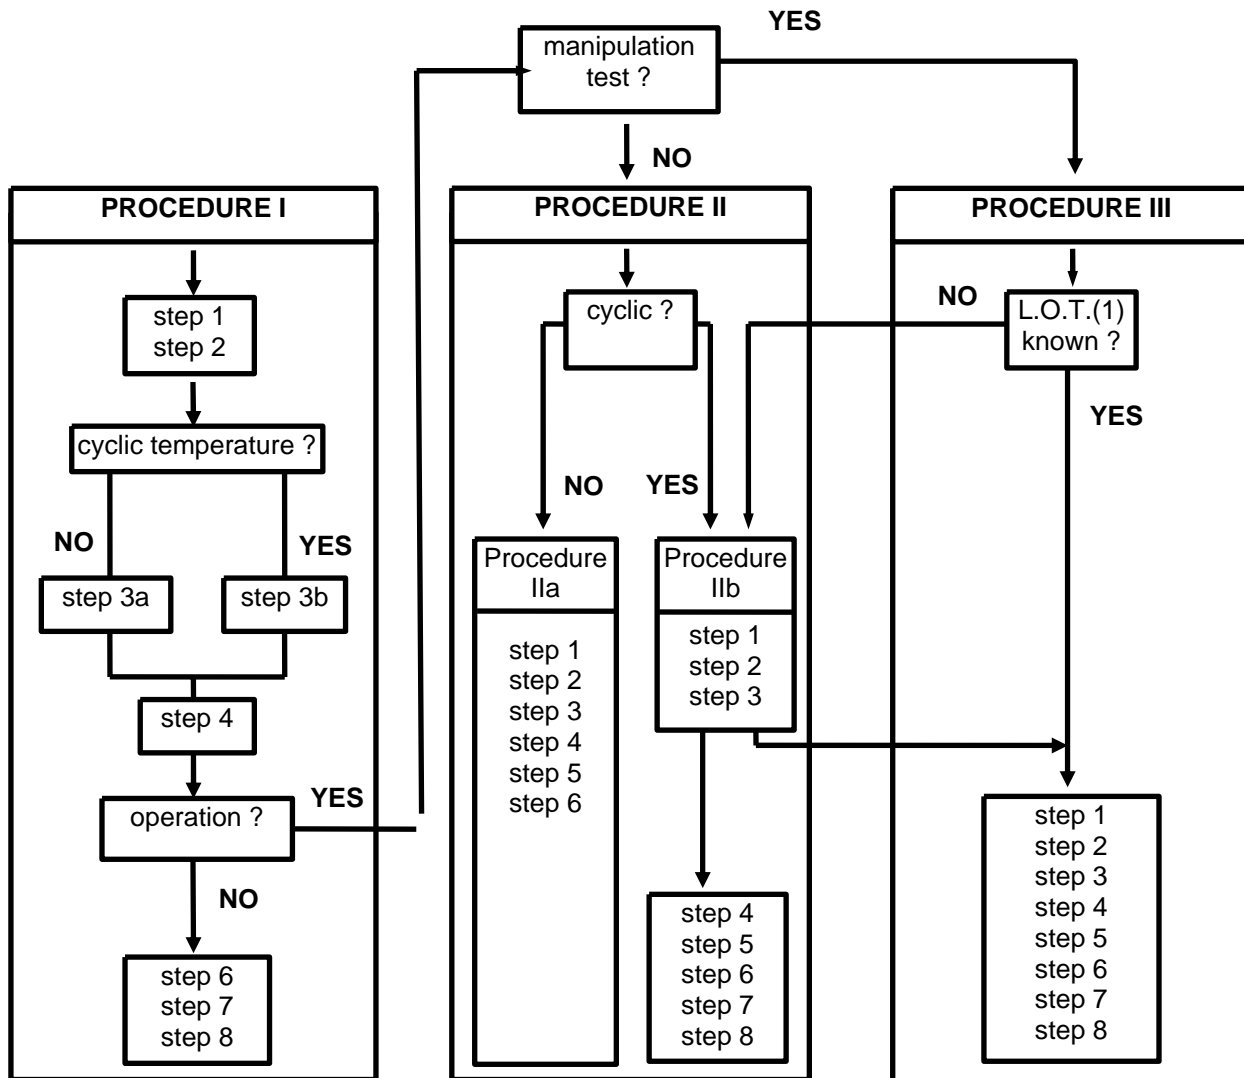 YES
manipulation
test ?
NO
PROCEDURE I
step 1
step 2
cyclic temperature ?
NO
YES
step 3a
step 3b
step 4
operation ?
YES
NO
step 6
step 7
step 8
PROCEDURE II
cyclic ?
NO
YES
Procedure
IIa
step 1
step 2
step 3
step 4
step 5
step 6
Procedure
IIb
step 1
step 2
step 3
step 4
step 5
step 6
step 7
step 8
PROCEDURE III
NO
L.O.T.(1)
known ?
YES
step 1
step 2
step 3
step 4
step 5
step 6
step 7
step 8